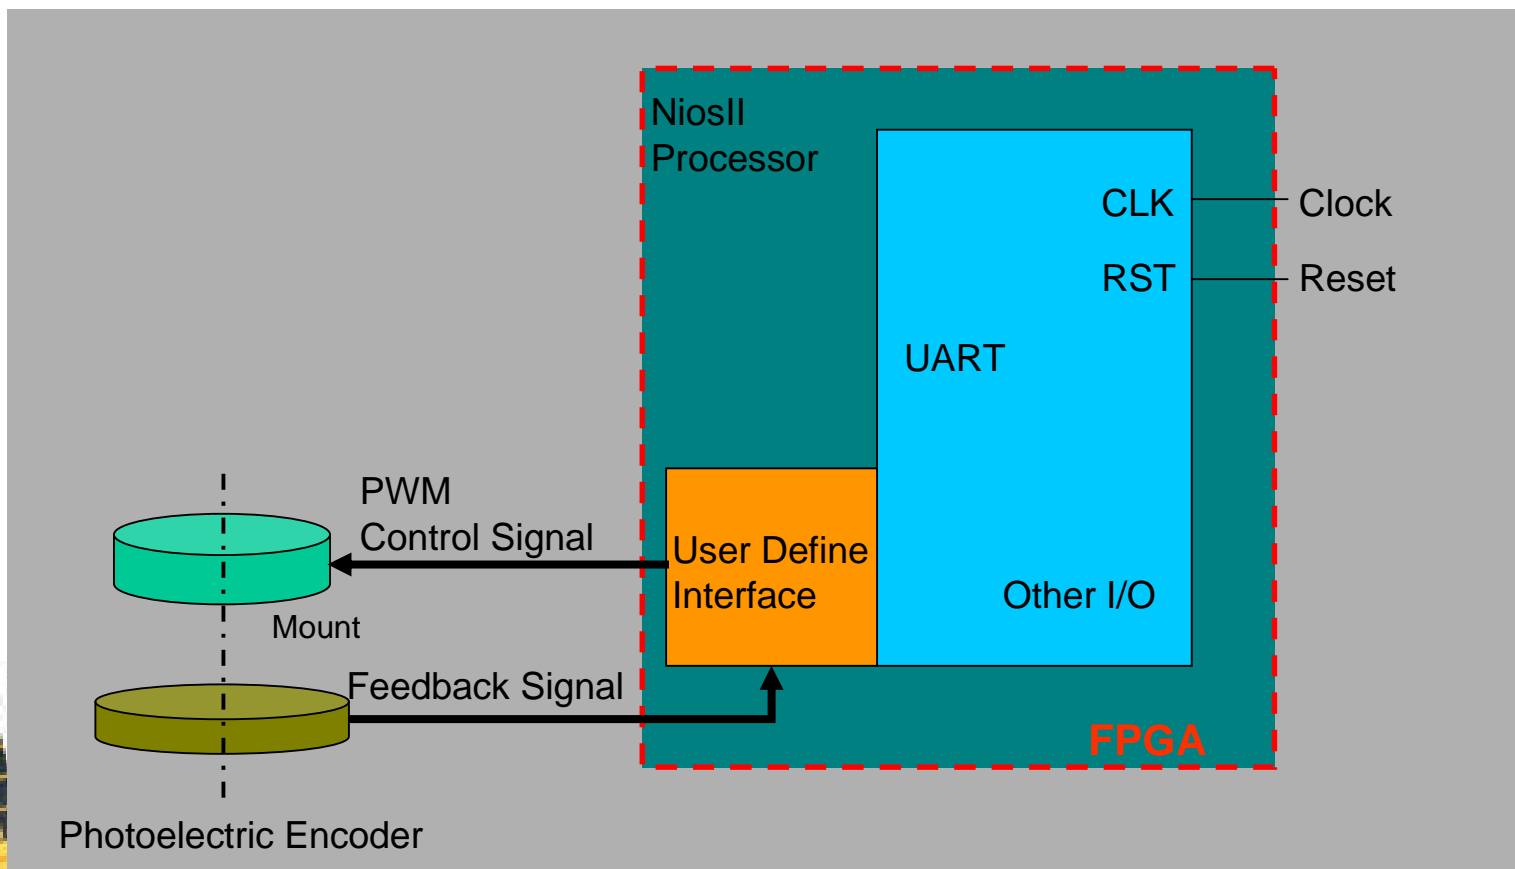 NiosII
Processor
CLK
Clock
RST
Reset
UART
PWM
Control Signal
User Define
Interface
Other I/O
Mount
Feedback Signal
FPGA
Photoelectric Encoder